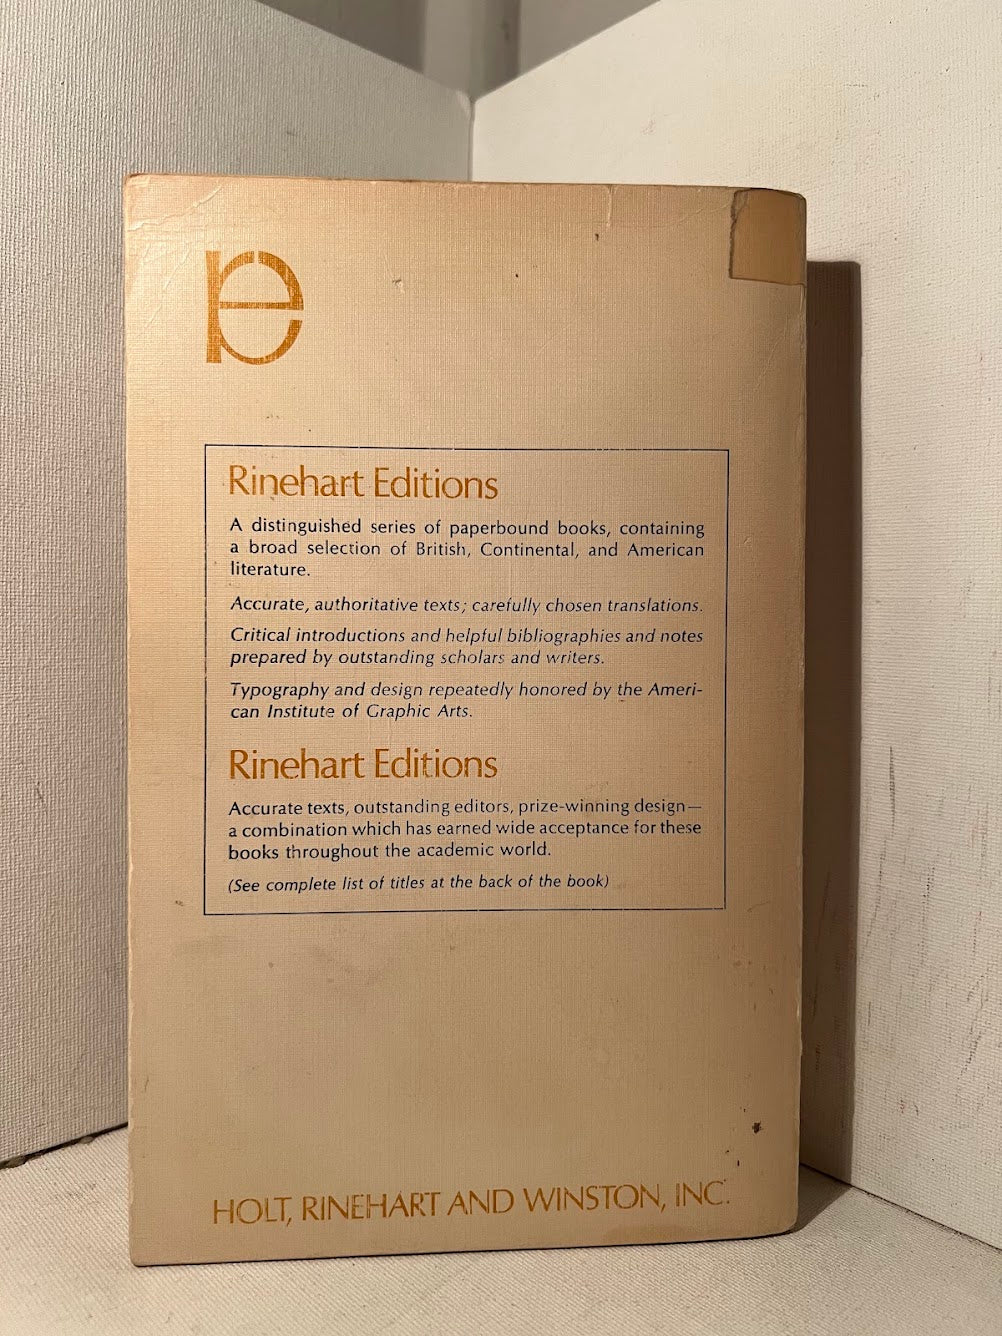 re
Rinehart Editions
A distinguished series of paperbound books, containing
a broad selection of British, Continental, and American
literature.
Accurate, authoritative texts; carefully chosen translations.
Critical introductions and helpful bibliographies and notes
prepared by outstanding scholars and writers.
Typography and design repeatedly honored by the Ameri-
can Institute of Graphic Arts.
Rinehart Editions
Accurate texts, outstanding editors, prize-winning design—
a combination which has earned wide acceptance for these
books throughout the academic world.
(See complete list of titles at the back of the book)
HOLT, RINEHART AND WINSTON, INC.